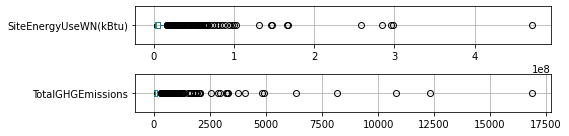 SiteEnergyUseWN(kBtu)
0 1 2 3 4
1e8
TotalGHGEmissions
0 2500 5000 7500 10000 12500 15000 17500